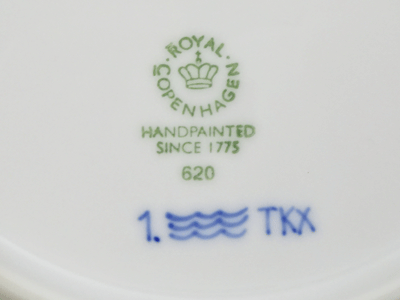 ROYAL
COPENHAGEN
HANDPAINTED
SINCE 1775
620
1. TKX